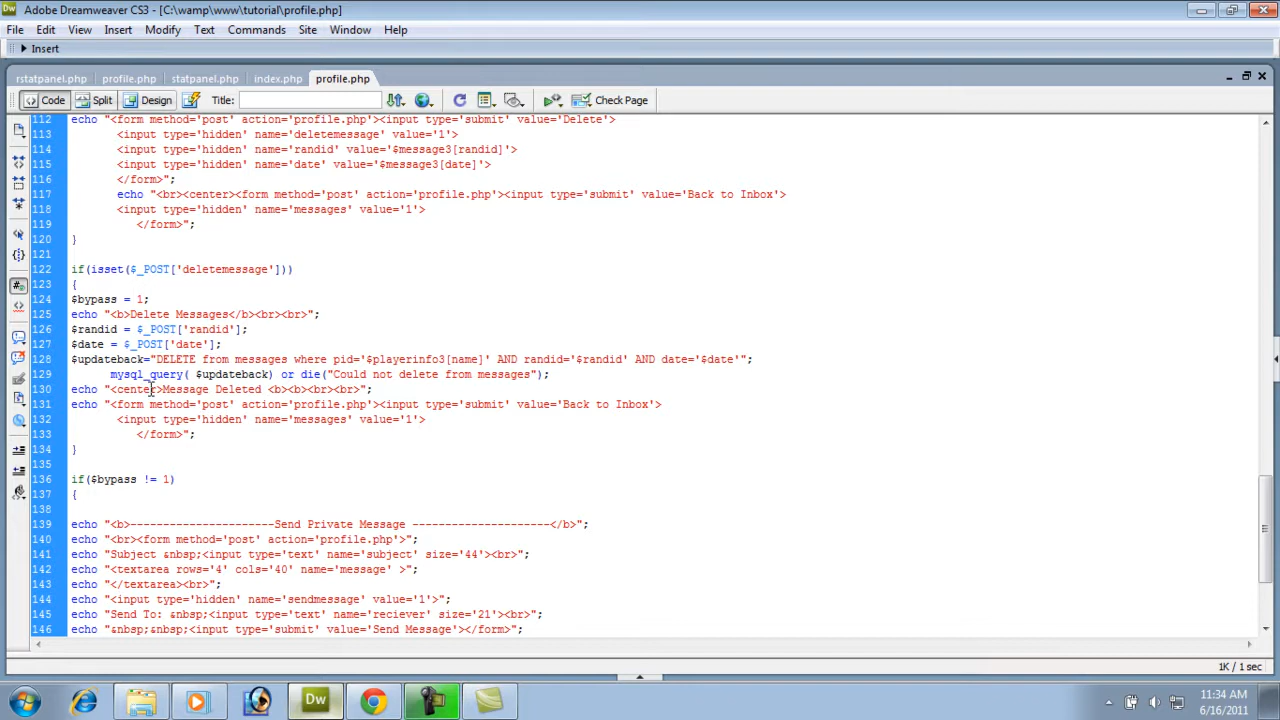 Dw Adobe Dreamweaver CS3 - [C:\wamp\www\tutorial\profile.php]
File Edit View Insert Modify Text Commands Site Window Help
Insert
rstatpanel.php profile.php statpanel.php index.php profile.php
Code Split Design Title: Check Page
112 echo "<form method='post' action='profile.php'><input type='submit' value='Delete'>
113 <input type='hidden' name='deletemessage' value='1'>
114 <input type='hidden' name='randid' value='$message3[randid]'>
115 <input type='hidden' name='date' value='$message3[date]'>
116 </form>";
117 echo "<br><center><form method='post' action='profile.php'><input type='submit' value='Back to Inbox'>
118 <input type='hidden' name='messages' value='1'>
119 </form>";
120 }
121
122 if(isset($_POST['deletemessage']))
123 {
124 $bypass = 1;
125 echo "<b>Delete Messages</b><br><br>";
126 $randid = $_POST['randid'];
127 $date = $_POST['date'];
128 $updateback="DELETE from messages where pid='$playerinfo3[name]' AND randid='$randid' AND date='$date'";
129 mysql_query( $updateback) or die("Could not delete from messages");
130 echo "<center>Message Deleted <b><b><br><br>";
131 echo "<form method='post' action='profile.php'><input type='submit' value='Back to Inbox'>
132 <input type='hidden' name='messages' value='1'>
133 </form>";
134 }
135
136 if($bypass != 1)
137 {
138
139 echo "<b>----------------------Send Private Message ---------------------</b>";
140 echo "<br><form method='post' action='profile.php'>";
141 echo "Subject &nbsp;<input type='text' name='subject' size='44'><br>";
142 echo "<textarea rows='4' cols='40' name='message' >";
143 echo "</textarea><br>";
144 echo "<input type='hidden' name='sendmessage' value='1'>";
145 echo "Send To: &nbsp;<input type='text' name='reciever' size='21'><br>";
146 echo "&nbsp;&nbsp;<input type='submit' value='Send Message'></form>";
1K / 1 sec
Dw
11:34 AM
6/16/2011